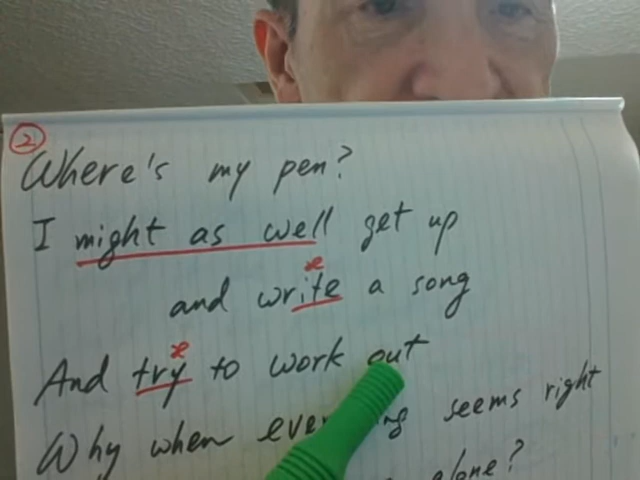 2
Where's my pen?
I might as well get up
and write a song
And try to work out
Why when seems right
alone?